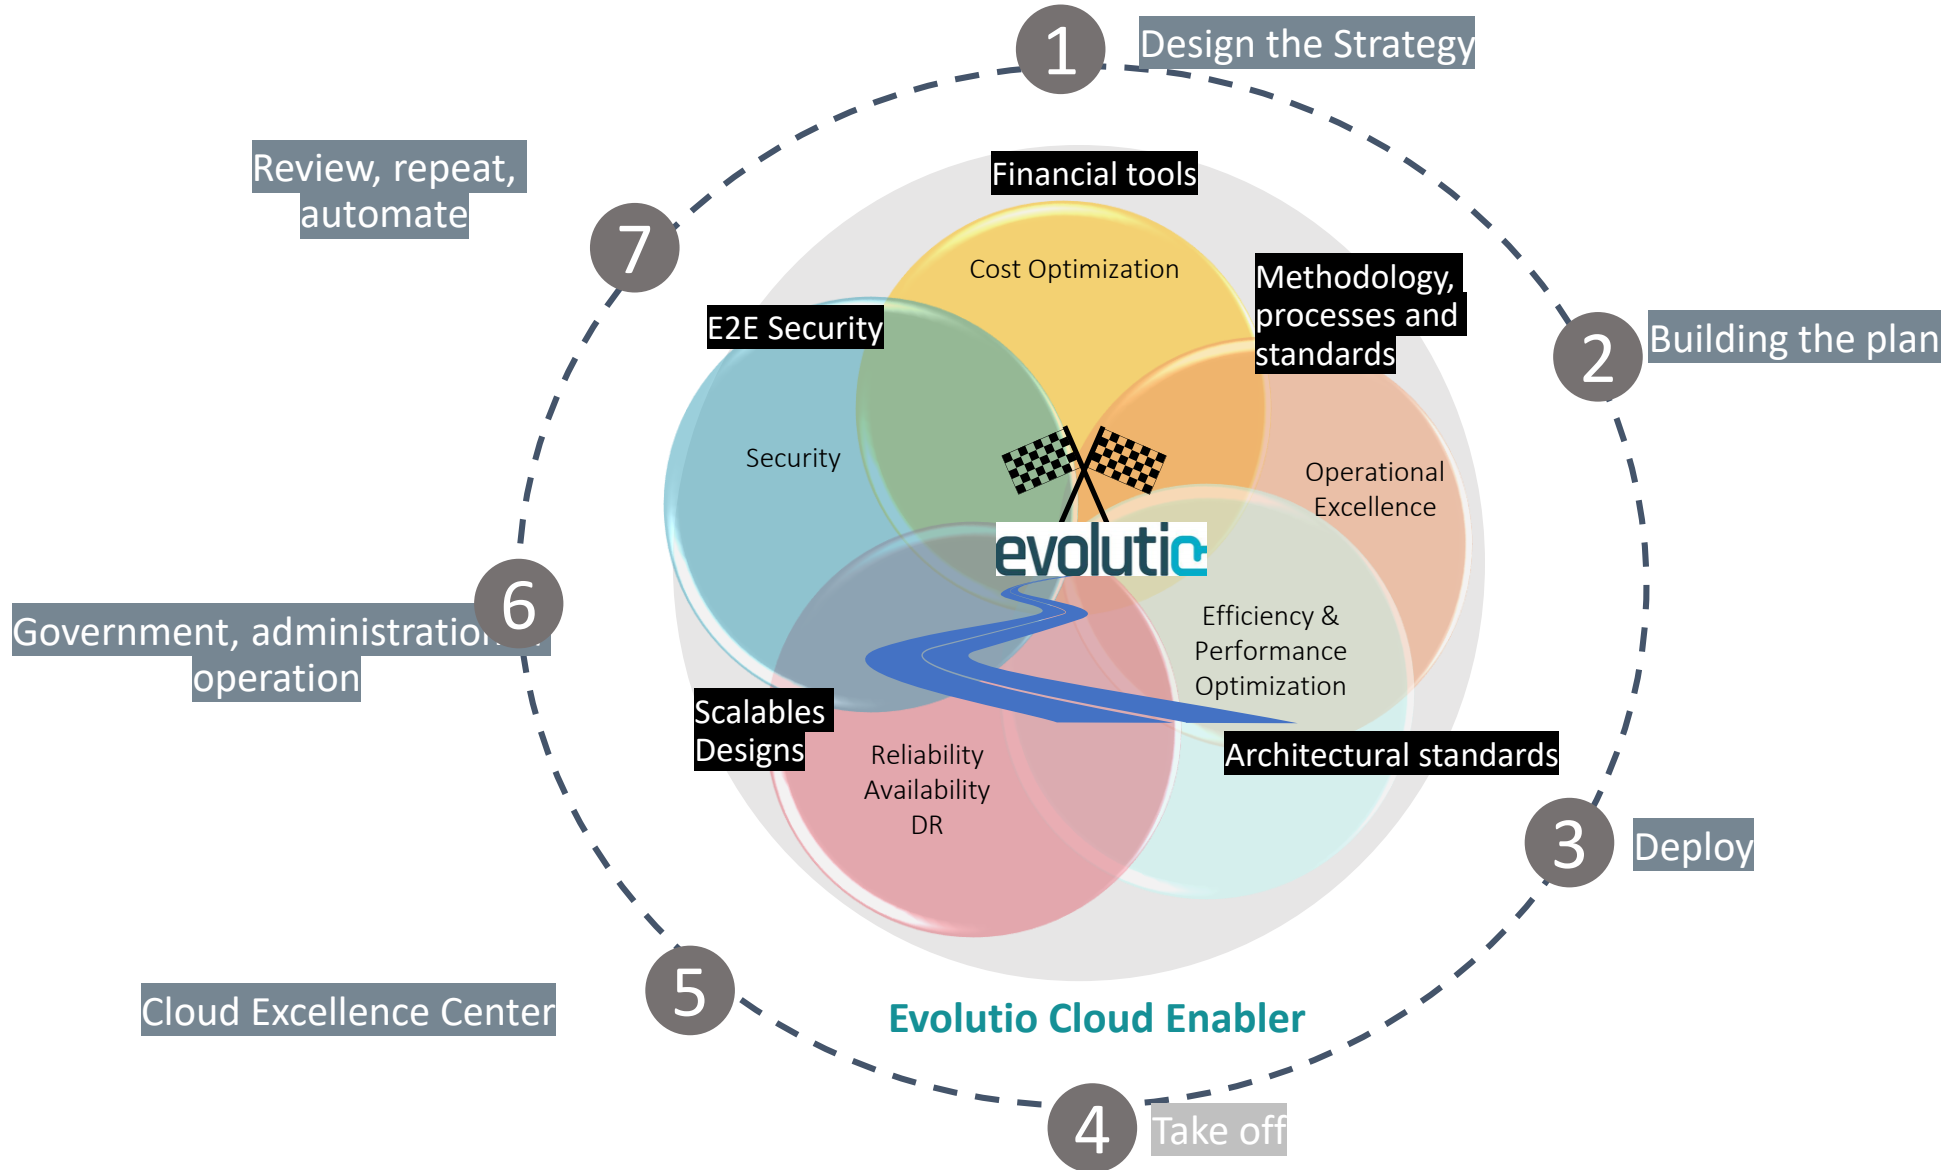 1
Design the Strategy
Review, repeat,
automate
7
Financial tools
Cost Optimization
Methodology,
processes and
standards
E2E Security
2
Building the plan
Security
Operational
Excellence
evolutio
6
Government, administration
operation
Efficiency &
Performance
Optimization
Scalables
Designs
Reliability
Availability
DR
Architectural standards
3
Deploy
5
Cloud Excellence Center
Evolutio Cloud Enabler
4
Take off